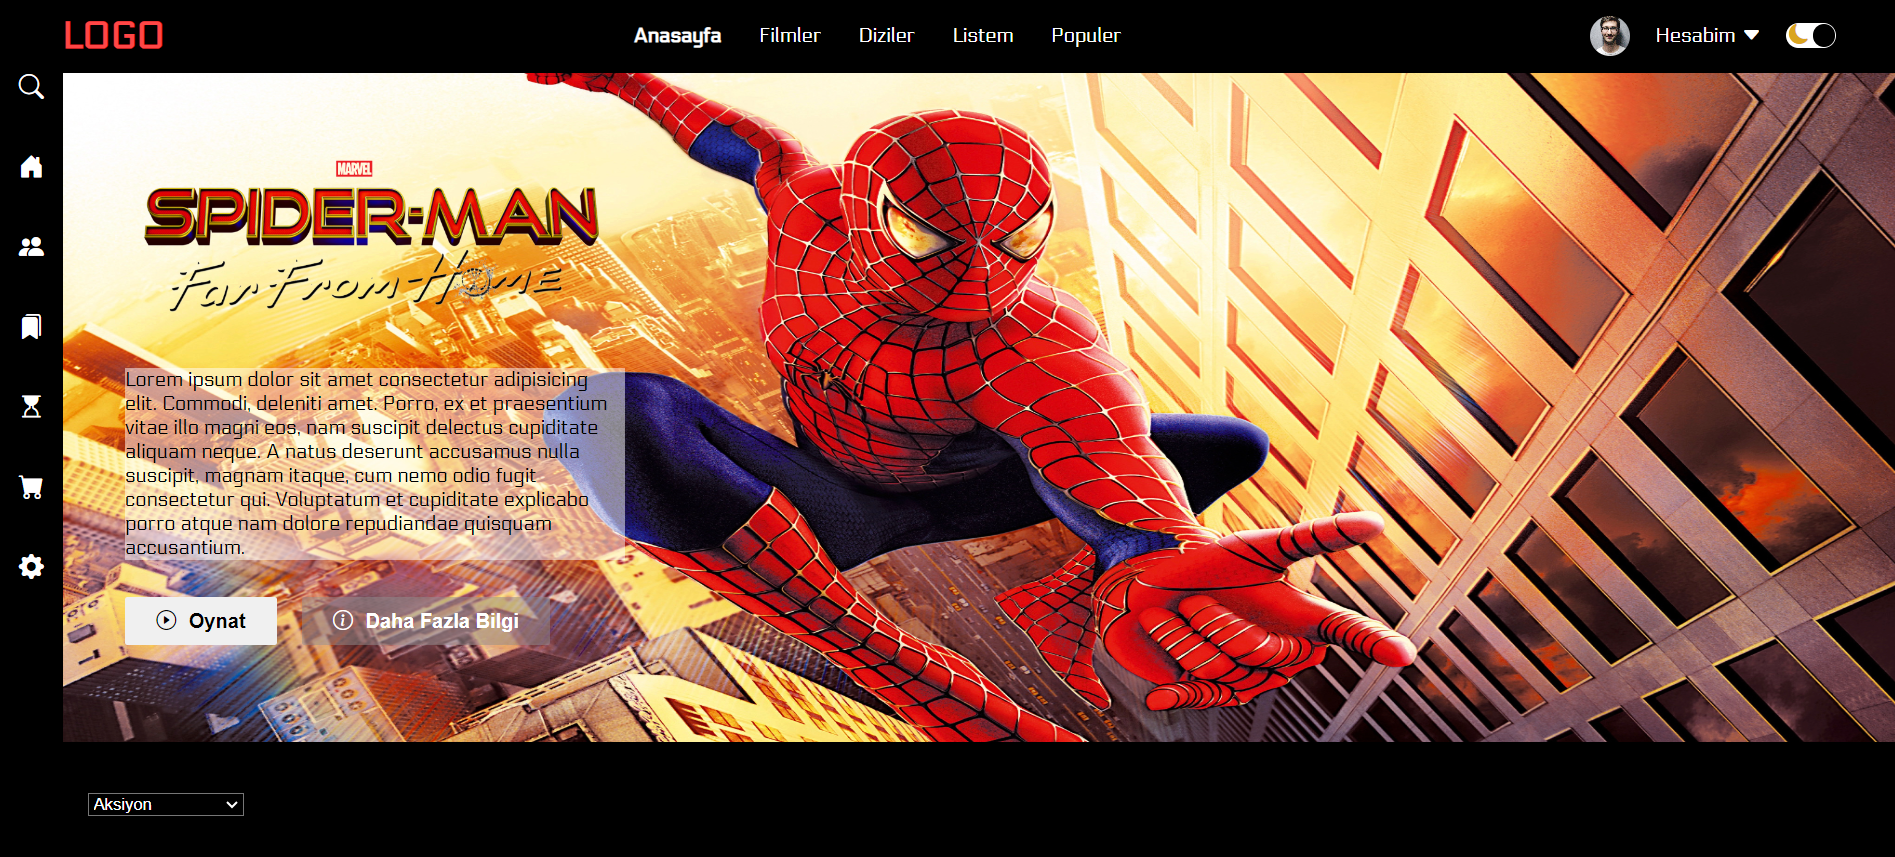 LOGO
Anasayfa Filmler Diziler Listem Populer
Hesabim
MARVEL
SPIDER-MAN
Far From Home
Lorem ipsum dolor sit amet consectetur adipisicing
elit. Commodi, deleniti amet. Porro, ex et praesentium
vitae illo magni eos, nam suscipit delectus cupiditate
aliquam neque. A natus deserunt accusamus nulla
suscipit, magnam itaque, cum nemo odio fugit
consectetur qui. Voluptatum et cupiditate explicabo
porro atque nam dolore repudiandae quisquam
accusantium.
Oynat
Daha Fazla Bilgi
Aksiyon